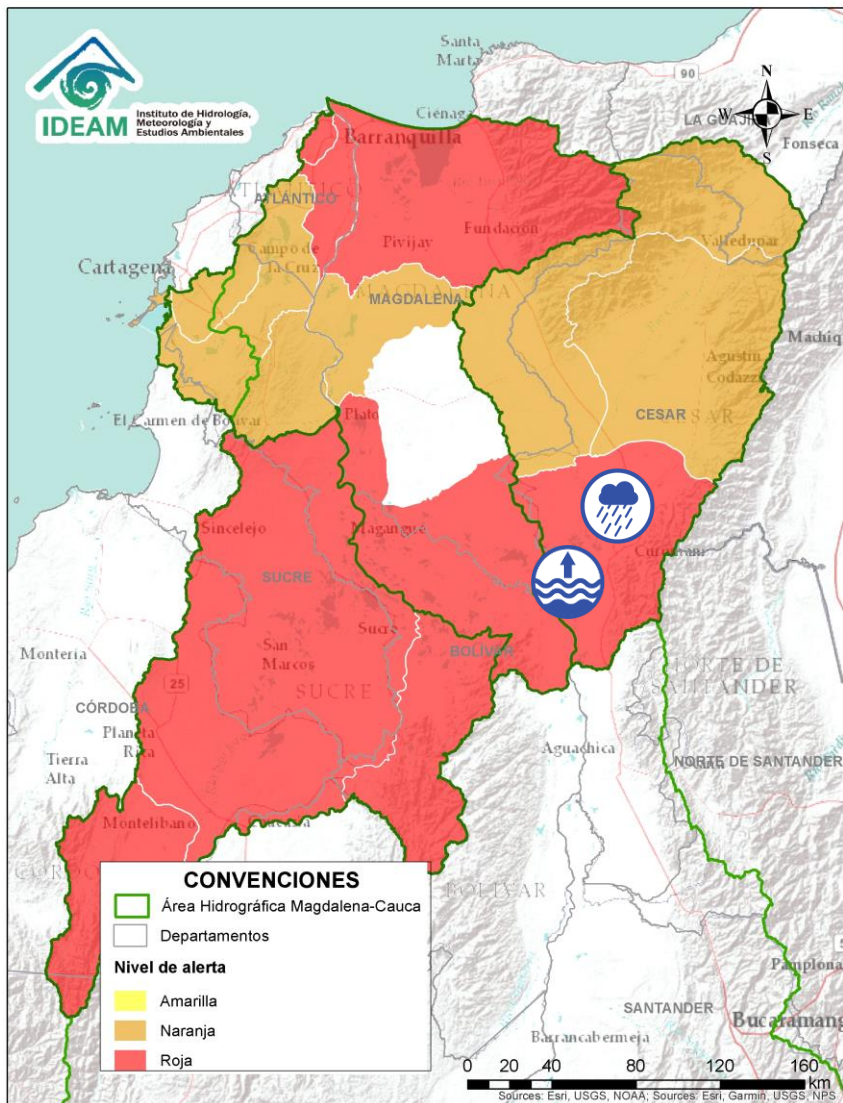 IDEAM
Instituto de Hidrología,
Meteorología y
Estudios Ambientales
Santa
Marta
90
N
W
E
S
LA GUAJIRA
Fonseca
Ciénaga
Barranquilla
ATLÁNTICO
Fundación
Pivijay
Valledupar
Campo de
la Cruz
Cartagena
MAGDALENA
MAGDALENA
Machiq
Agustín
Codazzi
CESAR
CESAR
El Carmen de Bolívar
Plato
Sincelejo
Magangué
Curumaní
SUCRE
Sucre
San
Marcos
BOLÍVAR
SUCRE
Montería
25
NORTE DE
SANTANDER
CÓRDOBA
Planeta
Rica
Tierra
Alta
Aguachica
NORTE DE SANTANDER
Montelíbano
BOLÍVAR
Pamplona
SANTANDER
Bucaramang
Barrancabermeja
CONVENCIONES
Área Hidrográfica Magdalena-Cauca
Departamentos
Nivel de alerta
Amarilla
Naranja
Roja
0 20 40 80 120 160
km
Sources: Esri, USGS, NOAA; Sources: Esri, Garmin, USGS, NPS